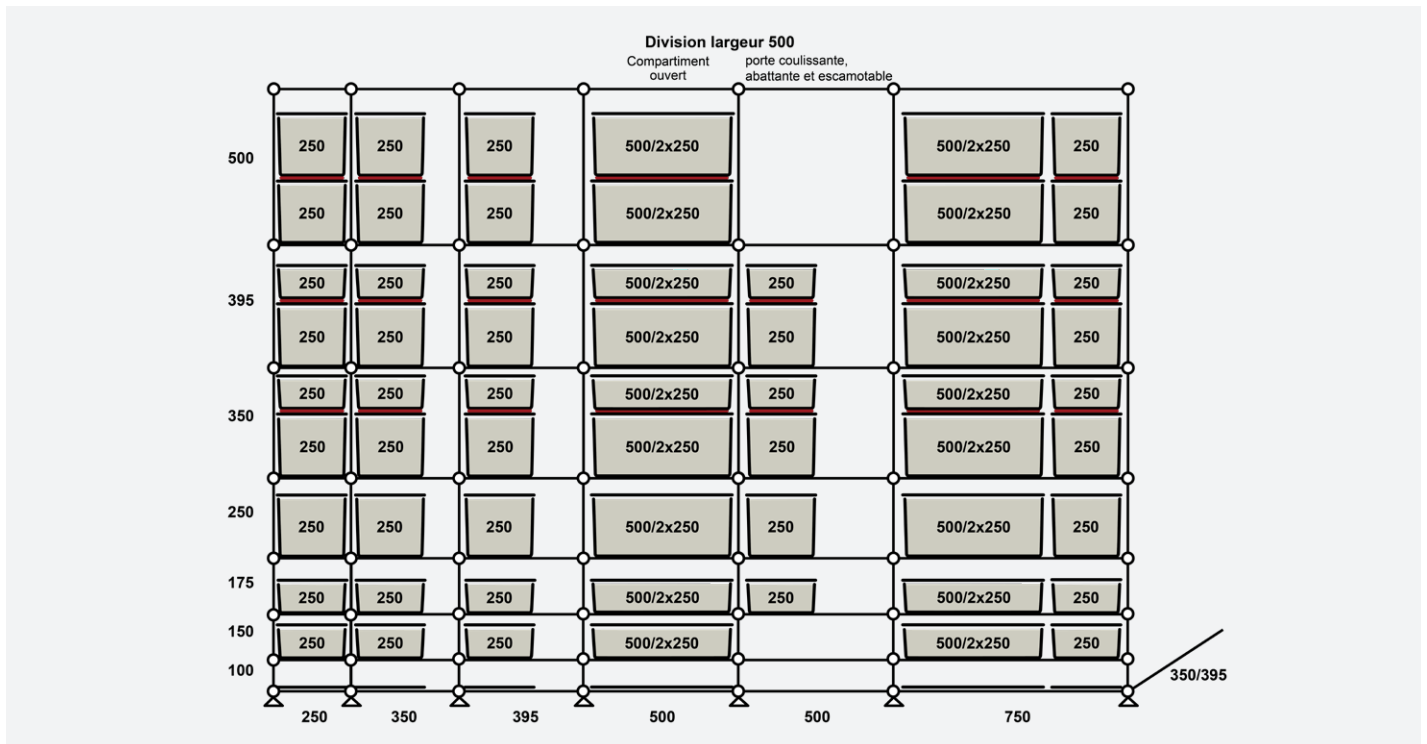 Division largeur 500
Compartiment ouvert
porte coulissante,
abattante et escamotable
500
250 250 250 500/2x250 500/2x250 250
250 250 250 500/2x250 500/2x250 250
395
250 250 250 500/2x250 250 500/2x250 250
250 250 250 500/2x250 250 500/2x250 250
350
250 250 250 500/2x250 250 500/2x250 250
250 250 250 500/2x250 250 500/2x250 250
250
250 250 250 500/2x250 250 500/2x250 250
175
250 250 250 500/2x250 250 500/2x250 250
150
250 250 250 500/2x250 500/2x250 250
100
350/395
250 350 395 500 500 750